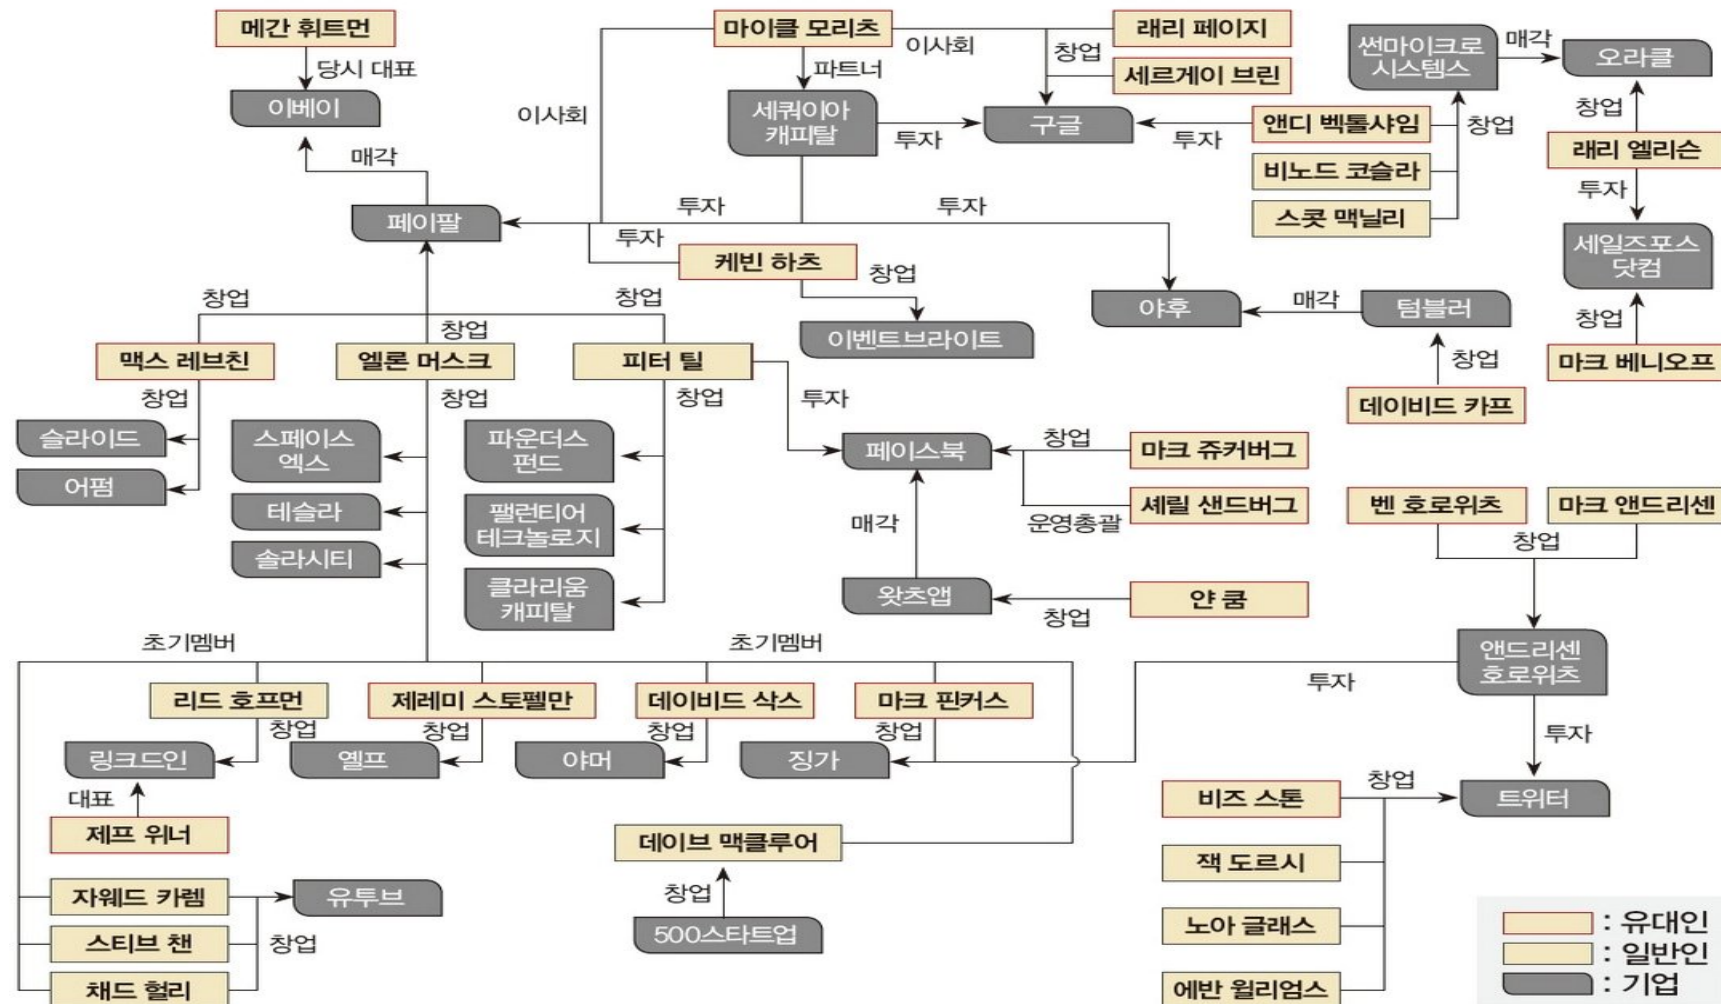 메간 휘트먼
당시 대표
이베이
매각
페이팔
이사회
마이클 모리츠
이사회
파트너
세쿼이아
캐피탈
투자
래리 페이지
창업
세르게이 브린
구글
투자
앤디 벡톨샤임
비노드 코슬라
스콧 맥닐리
창업
썬마이크로
시스템스
매각
오라클
창업
래리 엘리슨
투자
세일즈포스
닷컴
창업
마크 베니오프
투자
투자
투자
케빈 하츠
창업
이벤트브라이트
야후
매각
텀블러
창업
데이비드 카프
창업
창업
창업
맥스 레브친
엘론 머스크
피터 틸
창업
창업
창업
투자
슬라이드
어펌
스페이스
엑스
테슬라
솔라시티
파운더스
펀드
팰런티어
테크놀로지
클라리움
캐피탈
페이스북
창업
마크 쥬커버그
셰릴 샌드버그
운영총괄
매각
왓츠앱
창업
얀 쿰
벤 호로위츠
마크 앤드리센
창업
앤드리센
호로위츠
투자
투자
트위터
초기멤버
초기멤버
리드 호프먼
제레미 스토펠만
데이비드 삭스
마크 핀커스
창업
창업
창업
창업
링크드인
옐프
야머
징가
대표
제프 위너
데이브 맥클루어
창업
500스타트업
자웨드 카렘
스티브 챈
채드 헐리
창업
유투브
비즈 스톤
잭 도르시
노아 글래스
에반 윌리엄스
창업
: 유대인
: 일반인
: 기업